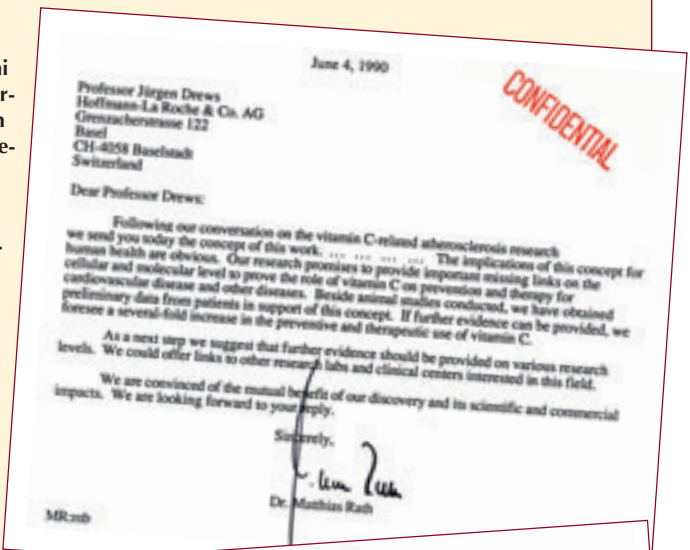 June 4, 1990
CONFIDENTIAL
Professor Jürgen Drews
Hoffmann-La Roche & Co. AG
Grenzacherstrasse 122
Basel
CH-4058 Baselstadt
Switzerland
Dear Professor Drews:
Following our conversation on the vitamin C-related atherosclerosis research
we send you today the concept of this work. ... ... ... ... The implications of this concept for
human health are obvious. Our research promises to provide important missing links on the
cellular and molecular level to prove the role of vitamin C on prevention and therapy for
cardiovascular disease and other diseases. Beside animal studies conducted, we have obtained
preliminary data from patients in support of this concept. If further evidence can be provided, we
foresee a several-fold increase in the preventive and therapeutic use of vitamin C.
As a next step we suggest that further evidence should be provided on various research
levels. We could offer links to other research labs and clinical centers interested in this field.
We are convinced of the mutual benefit of our discovery and its scientific and commercial
impacts. We are looking forward to your reply.
Sincerely,
Dr. Matthias Rath